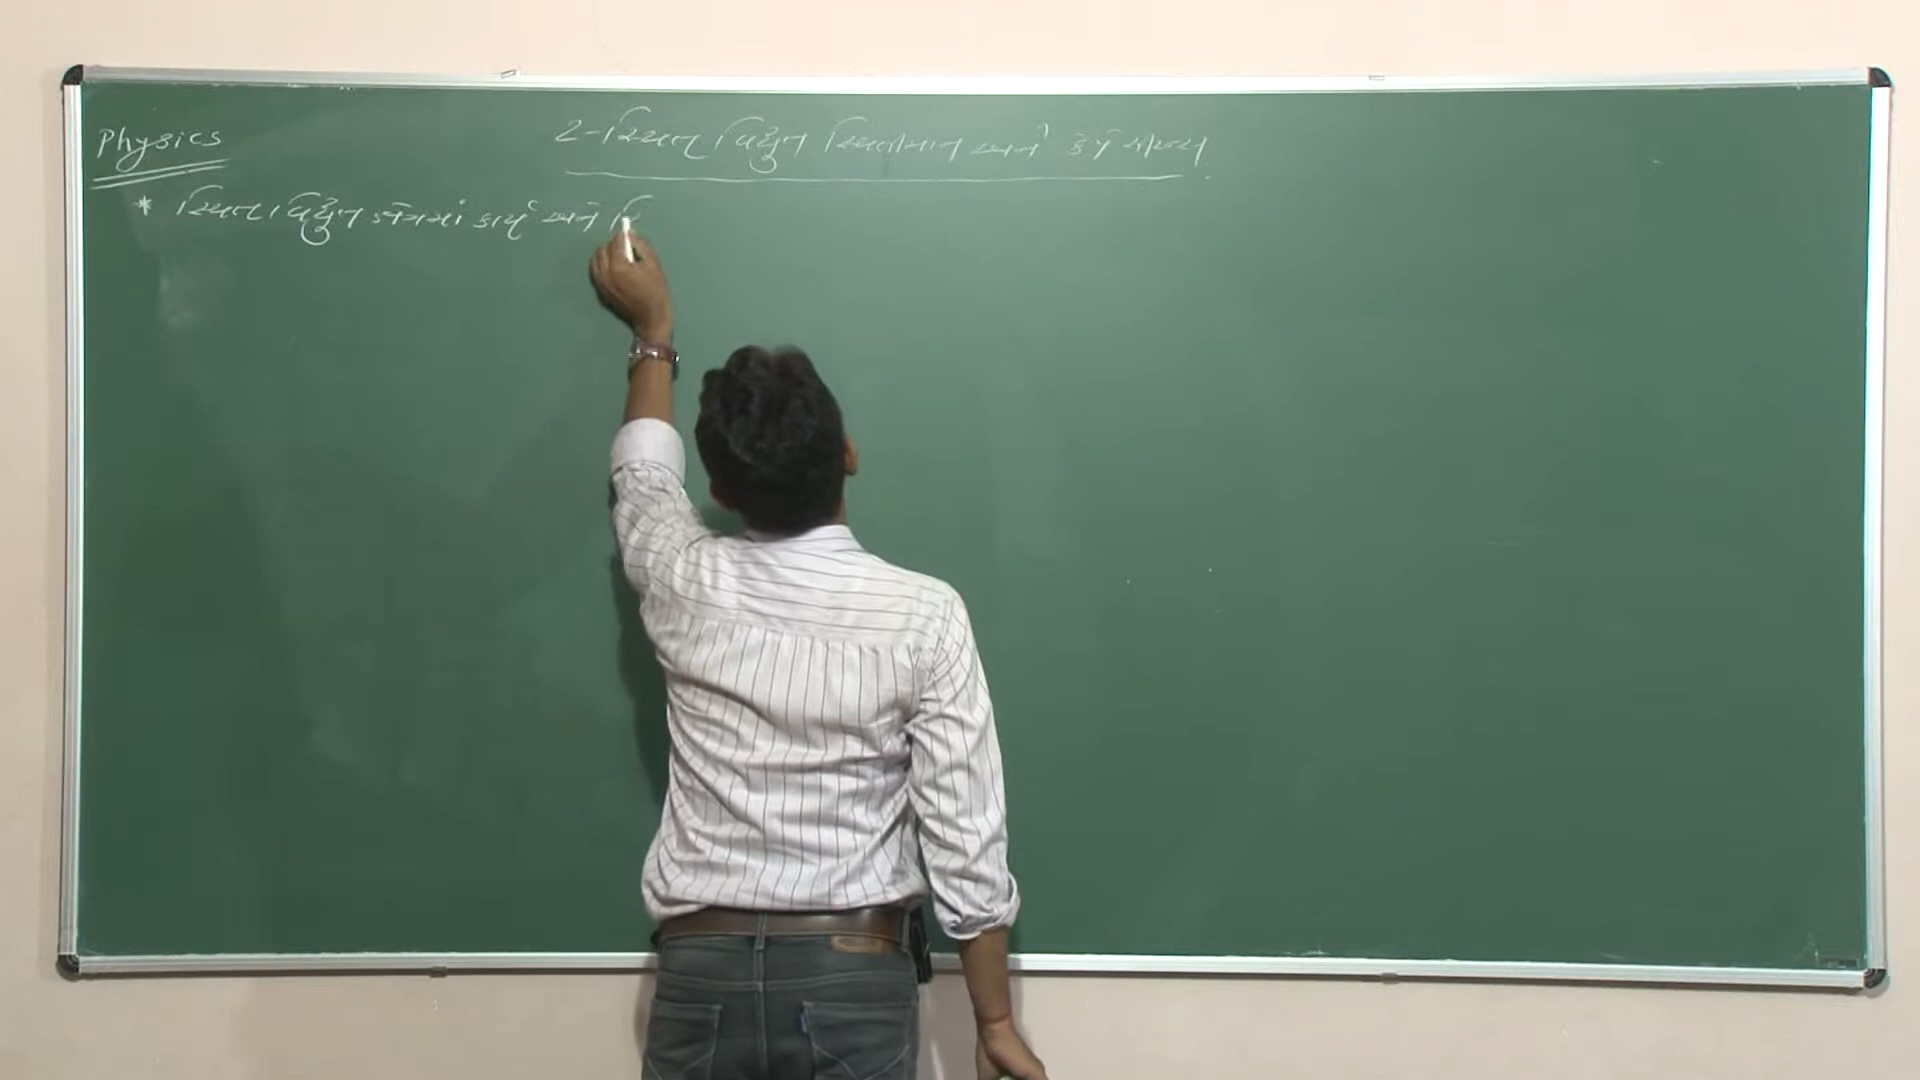 Physics
2-સ્થિત વિદ્યુત સ્થિતિમાન અને કેપેસિટન્સ
* સ્થિત વિદ્યુત ક્ષેત્રમાં કાર્ય અને